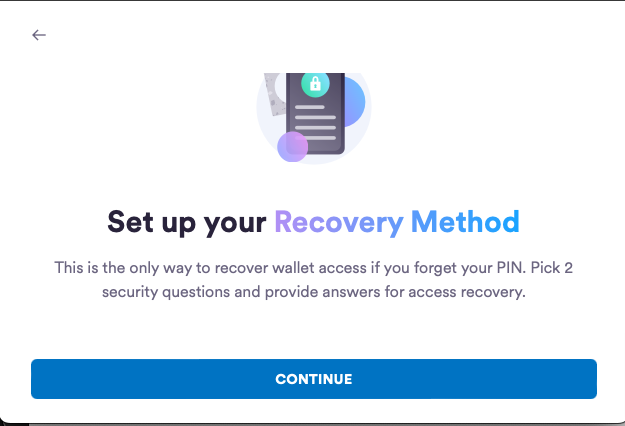 Set up your Recovery Method
This is the only way to recover wallet access if you forget your PIN. Pick 2
security questions and provide answers for access recovery.
CONTINUE